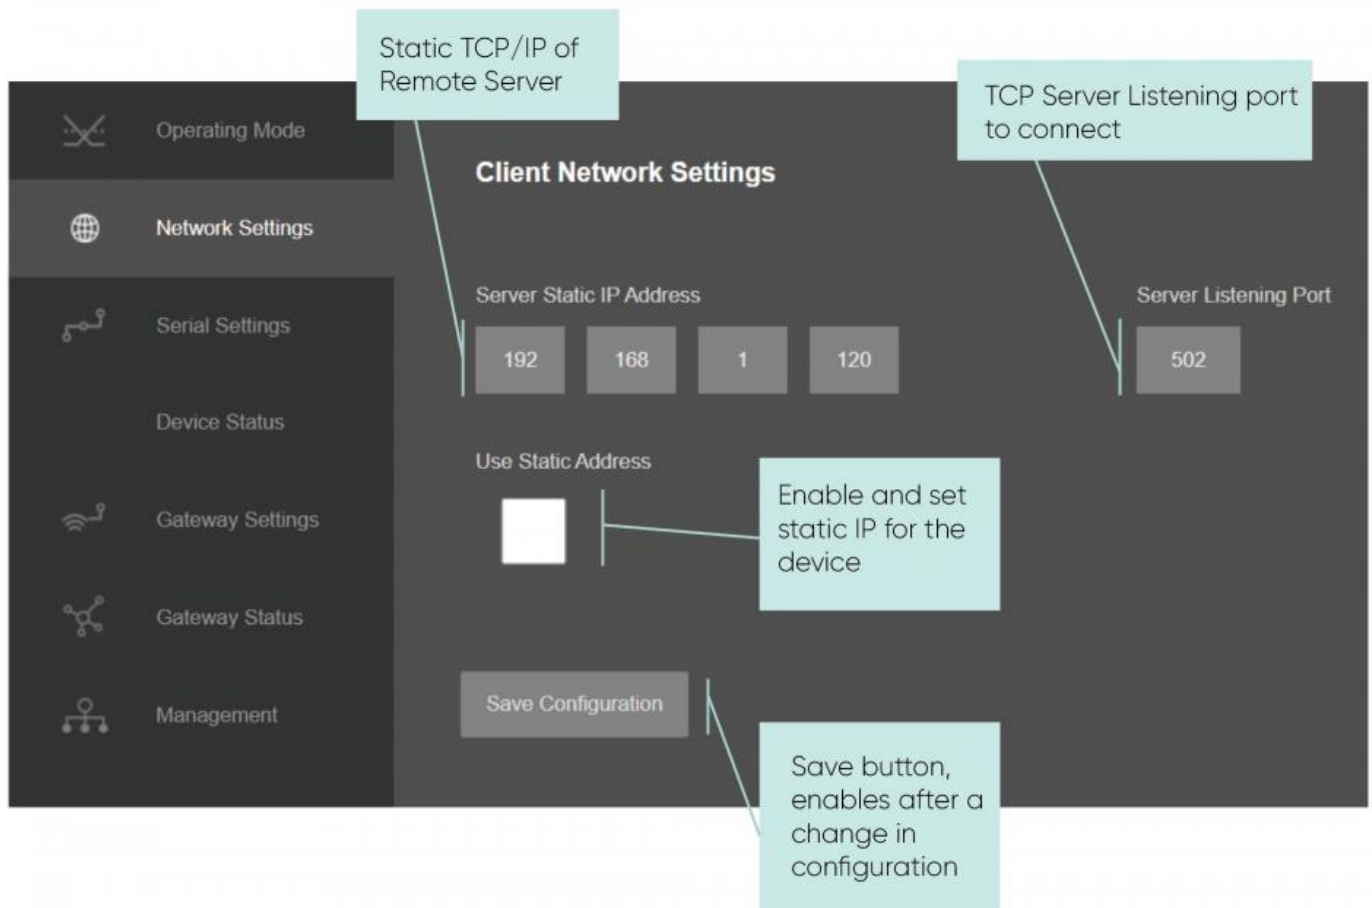 Static TCP/IP of
Remote Server
TCP Server Listening port
to connect
Operating Mode
Network Settings
Serial Settings
Device Status
Gateway Settings
Gateway Status
Management
Client Network Settings
Server Static IP Address
Server Listening Port
192 168 1 120
502
Use Static Address
Enable and set
static IP for the
device
Save Configuration
Save button,
enables after a
change in
configuration